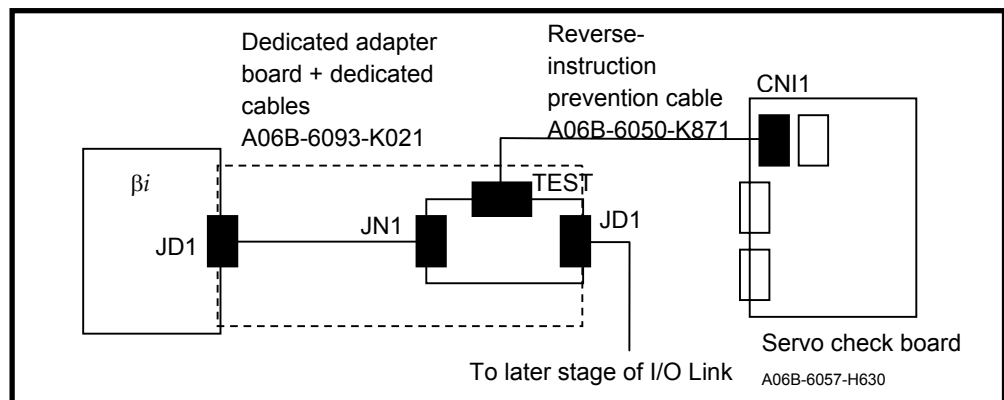 Dedicated adapter
board + dedicated
cables
A06B-6093-K021
Reverse-
instruction
prevention cable
A06B-6050-K871
CNI1
βi
TEST
JD1
JN1
JD1
To later stage of I/O Link
Servo check board
A06B-6057-H630